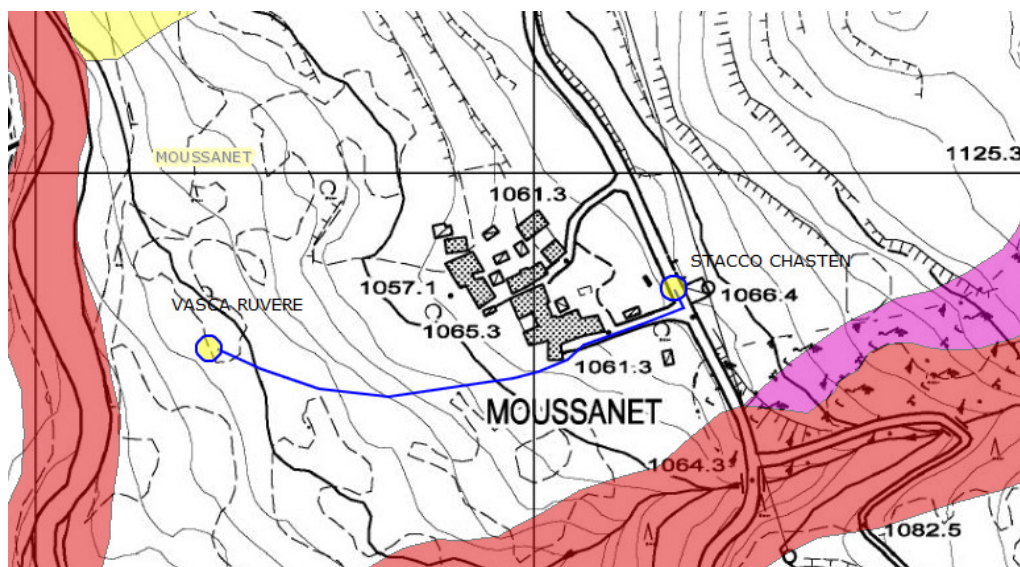 MOUSSANET
1125.3
1061.3
STACCO CHASTEN
1057.1
1066.4
VASCA RUVERE
1065.3
1061.3
MOUSSANET
1064.3
1082.5